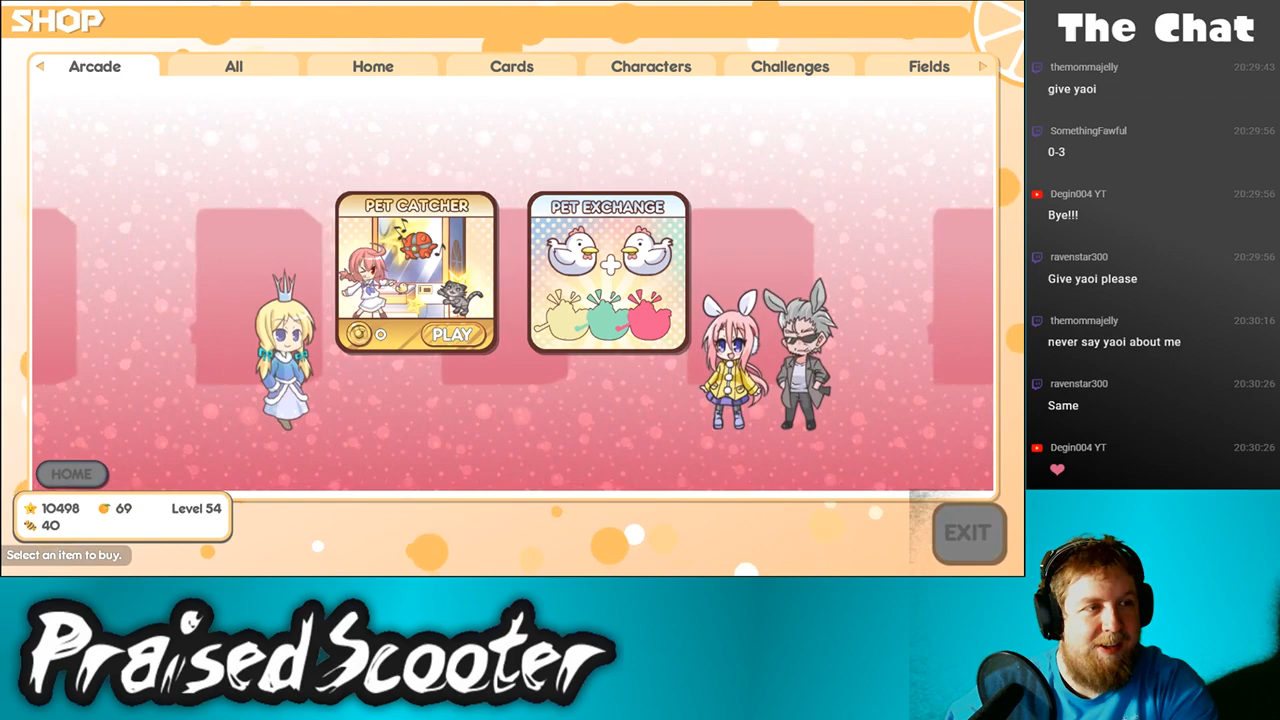 SHOP
Arcade
All
Home
Cards
Characters
Challenges
Fields
PET CATCHER
0
PLAY
PET EXCHANGE
HOME
10498
69
Level 54
40
Select an item to buy.
EXIT
PraisedScooter
The Chat
themommajelly 20:29:43
give yaoi
SomethingFawful 20:29:56
0-3
Degin004 YT 20:29:56
Bye!!!
ravenstar300 20:29:56
Give yaoi please
themommajelly 20:30:16
never say yaoi about me
ravenstar300 20:30:26
Same
Degin004 YT 20:30:26